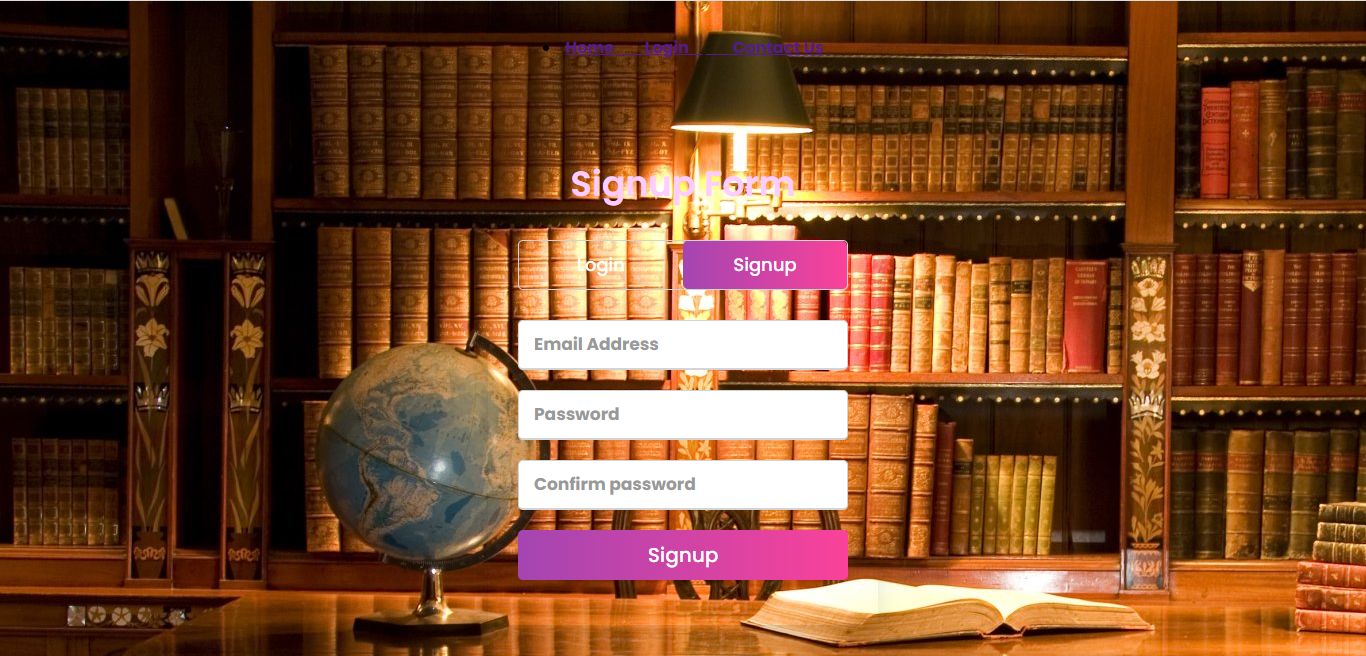 Home Login Contact Us
Signup Form
Login Signup
Email Address
Password
Confirm password
Signup